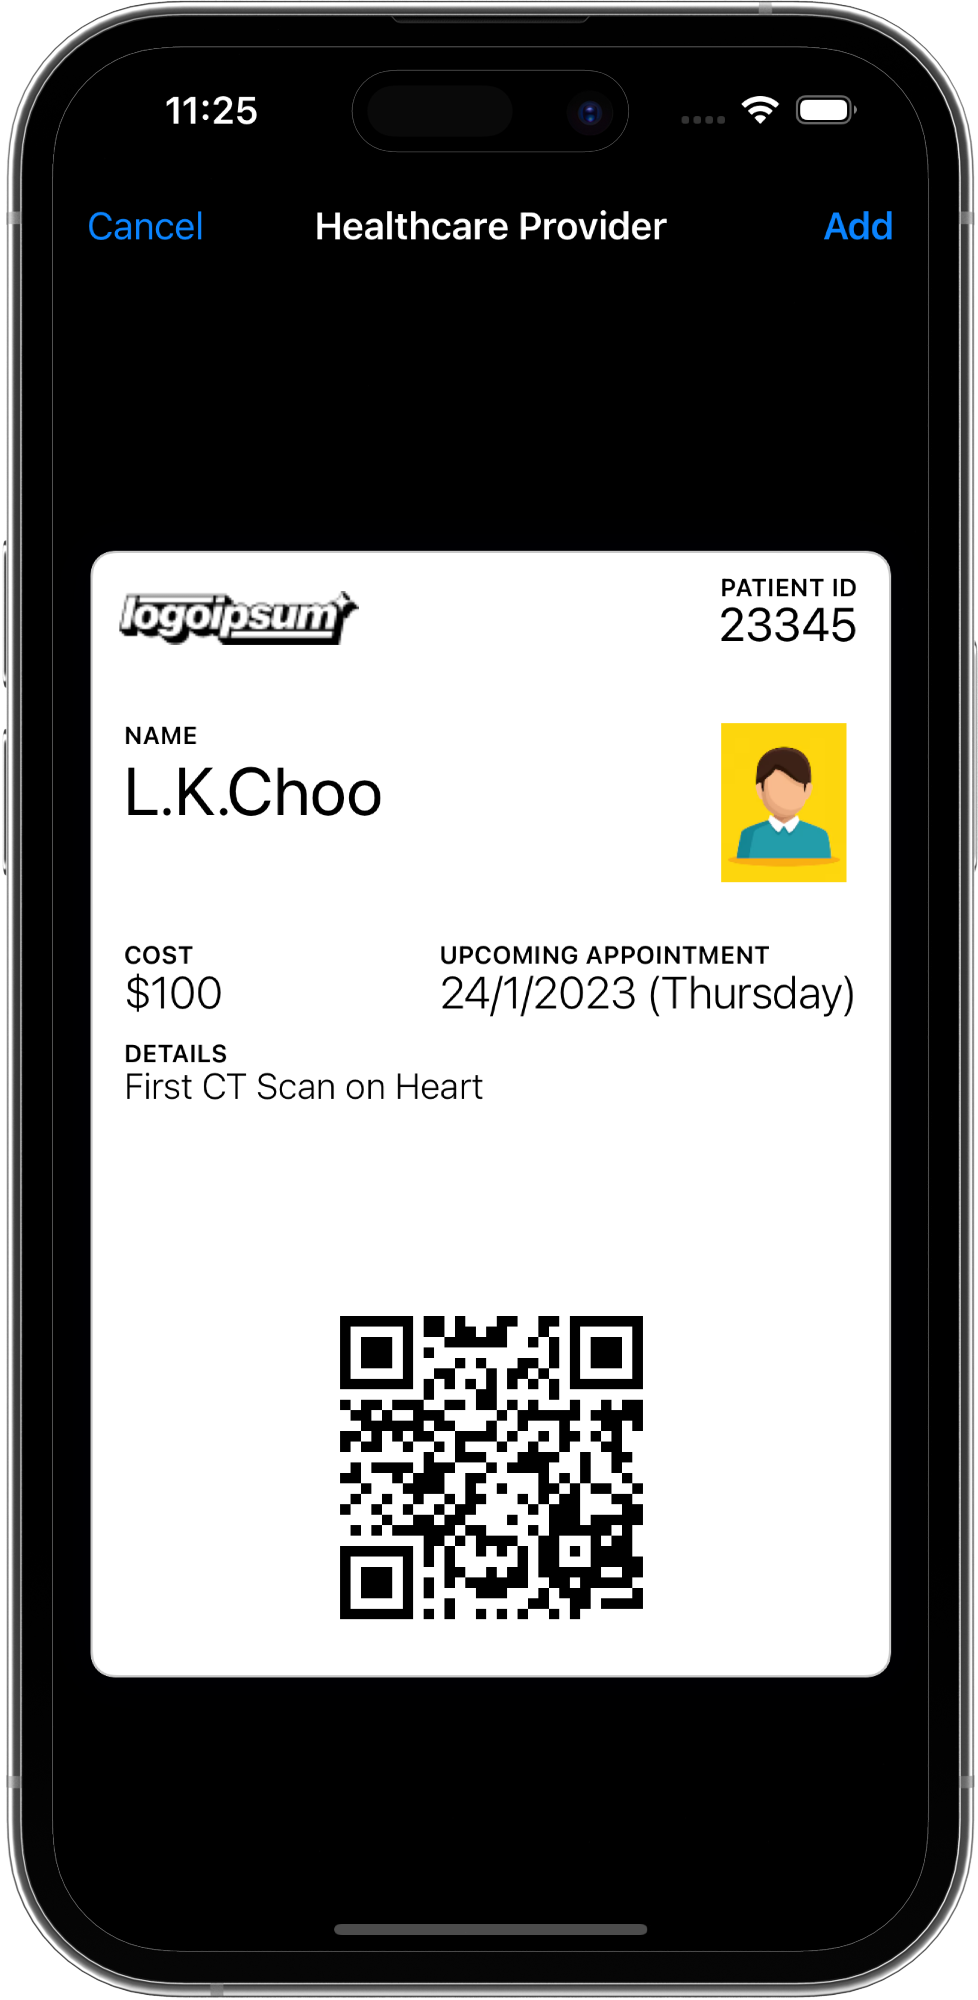 11:25
Cancel Healthcare Provider Add
logoipsum PATIENT ID
23345
NAME
L.K.Choo
COST UPCOMING APPOINTMENT
$100 24/1/2023 (Thursday)
DETAILS
First CT Scan on Heart